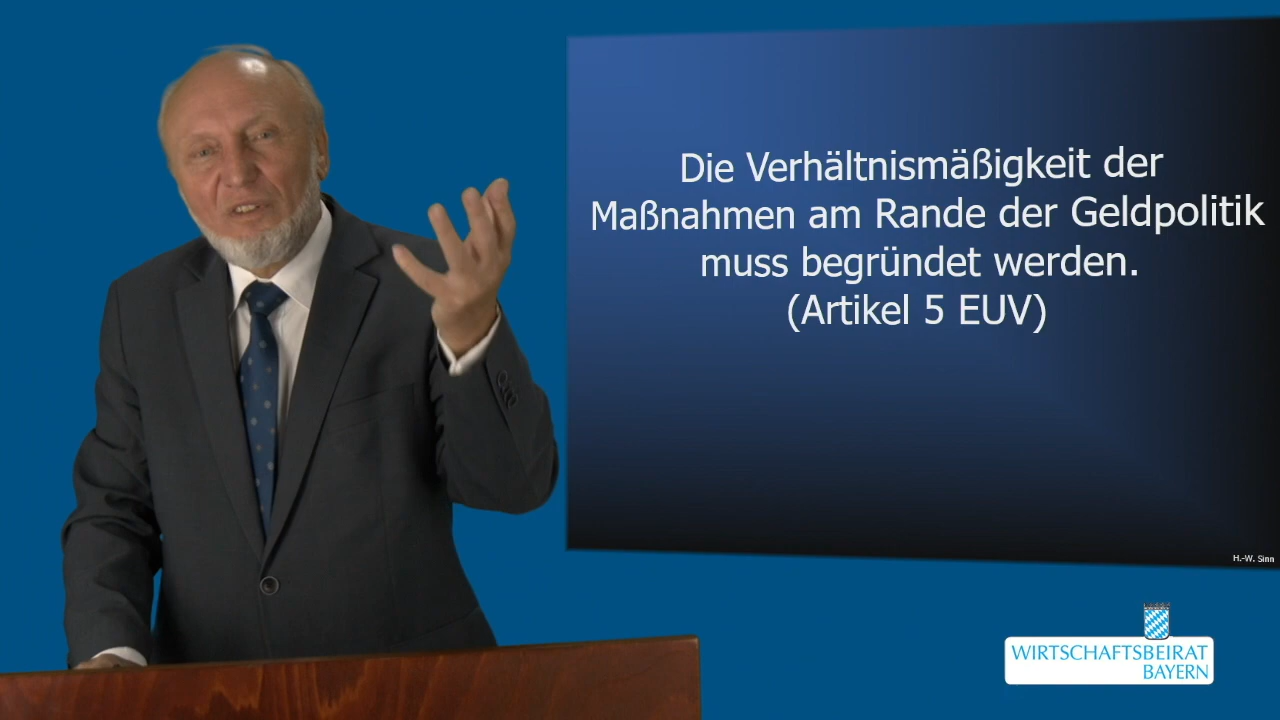 Die Verhältnismäßigkeit der
Maßnahmen am Rande der Geldpolitik
muss begründet werden.
(Artikel 5 EUV)
H.-W. Sinn
WIRTSCHAFTSBEIRAT
BAYERN